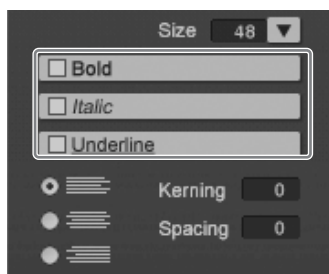 Size 48
Bold
Italic
Underline
Kerning 0
Spacing 0